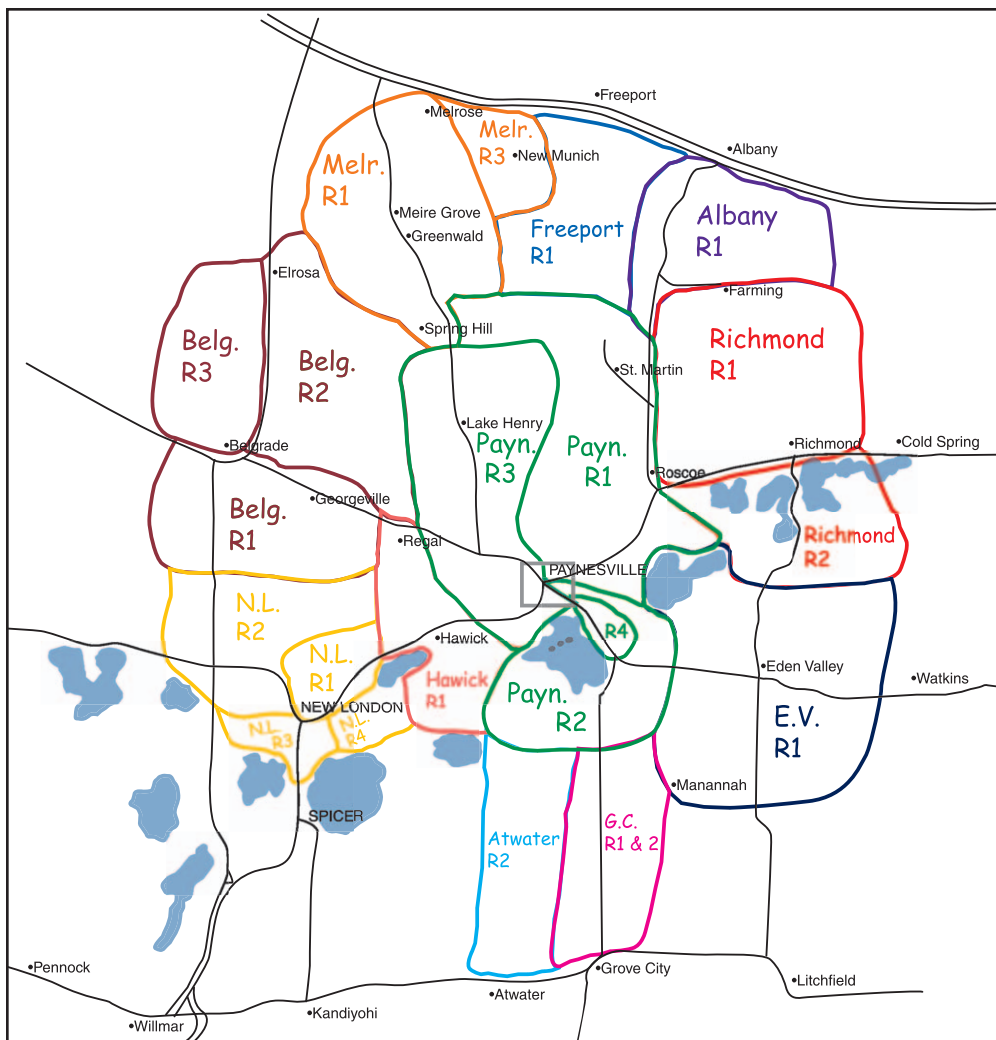 •Freeport
•Melrose
Melr.
R3
•New Munich
•Albany
Melr.
R1
•Meire Grove
•Greenwald
Freeport
R1
Albany
R1
•Elrosa
•Farming
Belg.
R3
Belg.
R2
•Spring Hill
•St. Martin
Richmond
R1
•Lake Henry
Payn.
R3
Payn.
R1
•Belgrade
•Richmond
•Cold Spring
•Roscoe
•Georgeville
Belg.
R1
•Regal
Richmond
R2
PAYNESVILLE
N.L.
R2
R4
•Hawick
N.L.
R1
Hawick
R1
•Eden Valley
•Watkins
Payn.
R2
NEW LONDON
N.L.
R3
N.L.
R4
E.V.
R1
•Manannah
SPICER
Atwater
R2
G.C.
R1 & 2
•Pennock
•Grove City
•Litchfield
•Atwater
•Kandiyohi
•Willmar